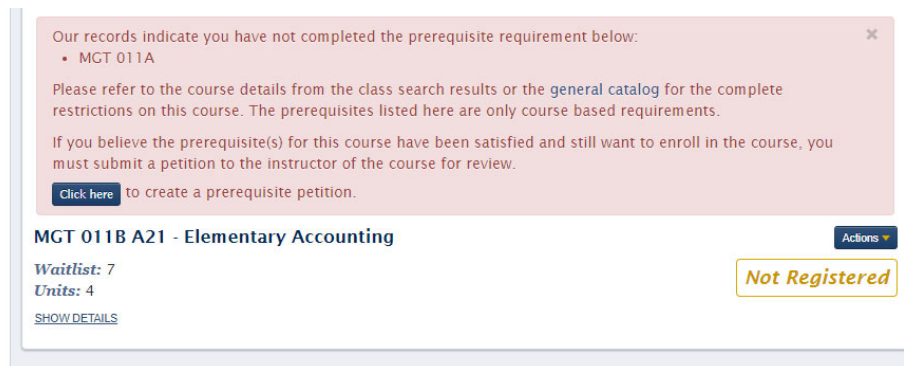 Our records indicate you have not completed the prerequisite requirement below: ×
• MGT 011A
Please refer to the course details from the class search results or the general catalog for the complete
restrictions on this course. The prerequisites listed here are only course based requirements.
If you believe the prerequisite(s) for this course have been satisfied and still want to enroll in the course, you
must submit a petition to the instructor of the course for review.
Click here to create a prerequisite petition.
MGT 011B A21 - Elementary Accounting
Actions
Waitlist: 7
Not Registered
Units: 4
SHOW DETAILS